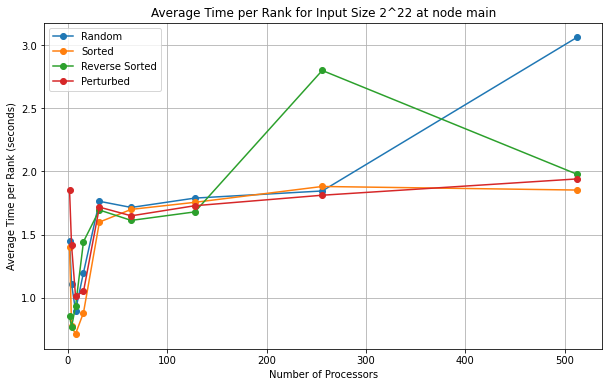 Average Time per Rank for Input Size 2^22 at node main
Random
Sorted
Reverse Sorted
Perturbed
Average Time per Rank (seconds)
3.0
2.5
2.0
1.5
1.0
0 100 200 300 400 500
Number of Processors